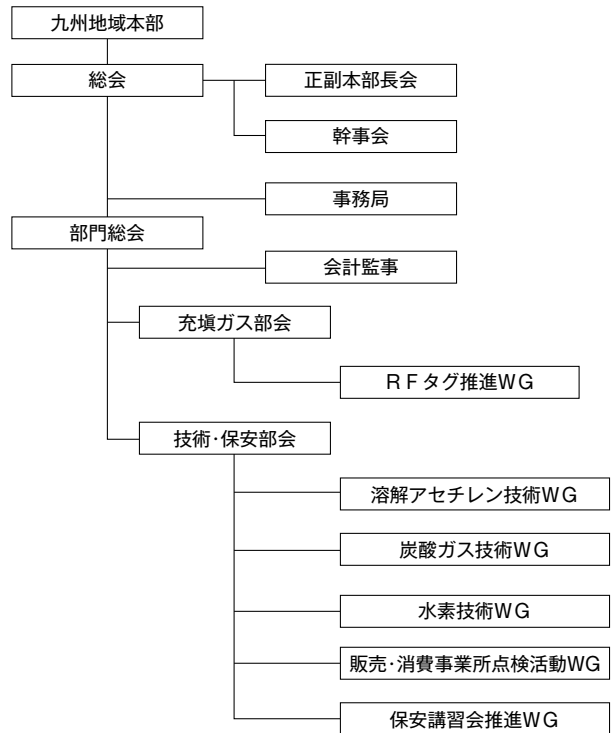 九州地域本部
総会
正副本部長会
幹事会
事務局
部門総会
会計監事
充塡ガス部会
ＲＦタグ推進WG
技術・保安部会
溶解アセチレン技術WG
炭酸ガス技術WG
水素技術WG
販売・消費事業所点検活動WG
保安講習会推進WG